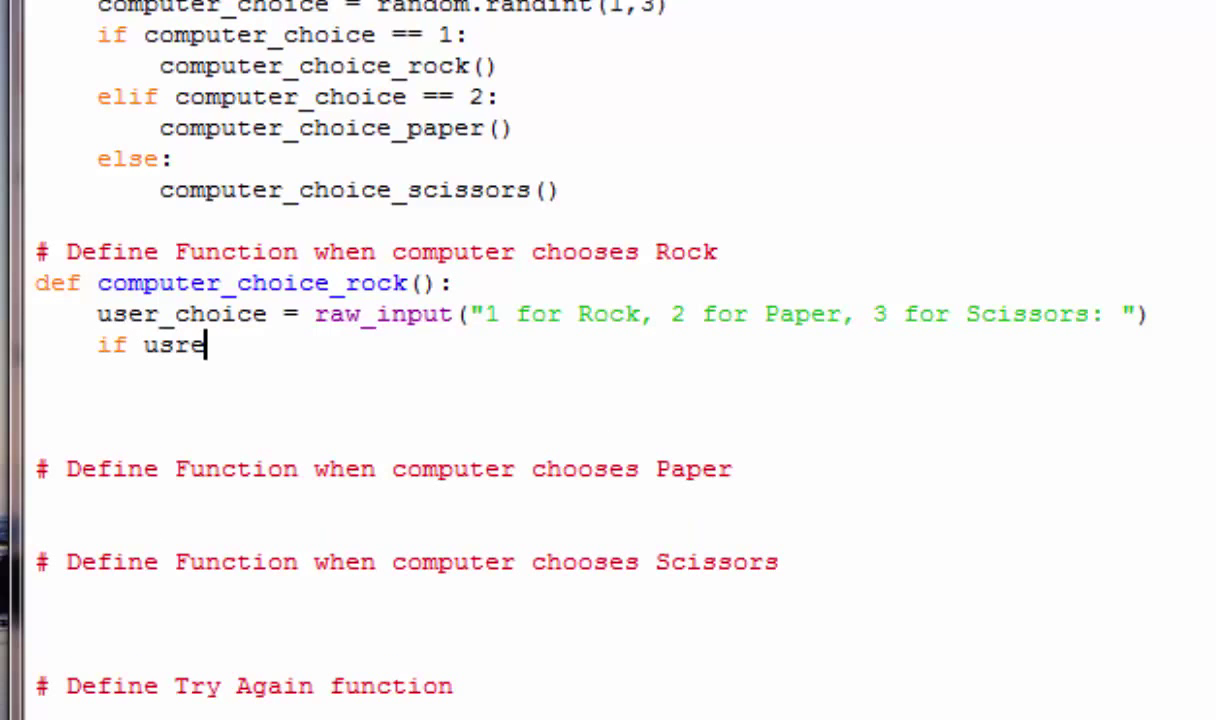 computer_choice = random.randint(1,3)
if computer_choice == 1:
computer_choice_rock()
elif computer_choice == 2:
computer_choice_paper()
else:
computer_choice_scissors()
# Define Function when computer chooses Rock
def computer_choice_rock():
user_choice = raw_input("1 for Rock, 2 for Paper, 3 for Scissors: ")
if usre
# Define Function when computer chooses Paper
# Define Function when computer chooses Scissors
# Define Try Again function